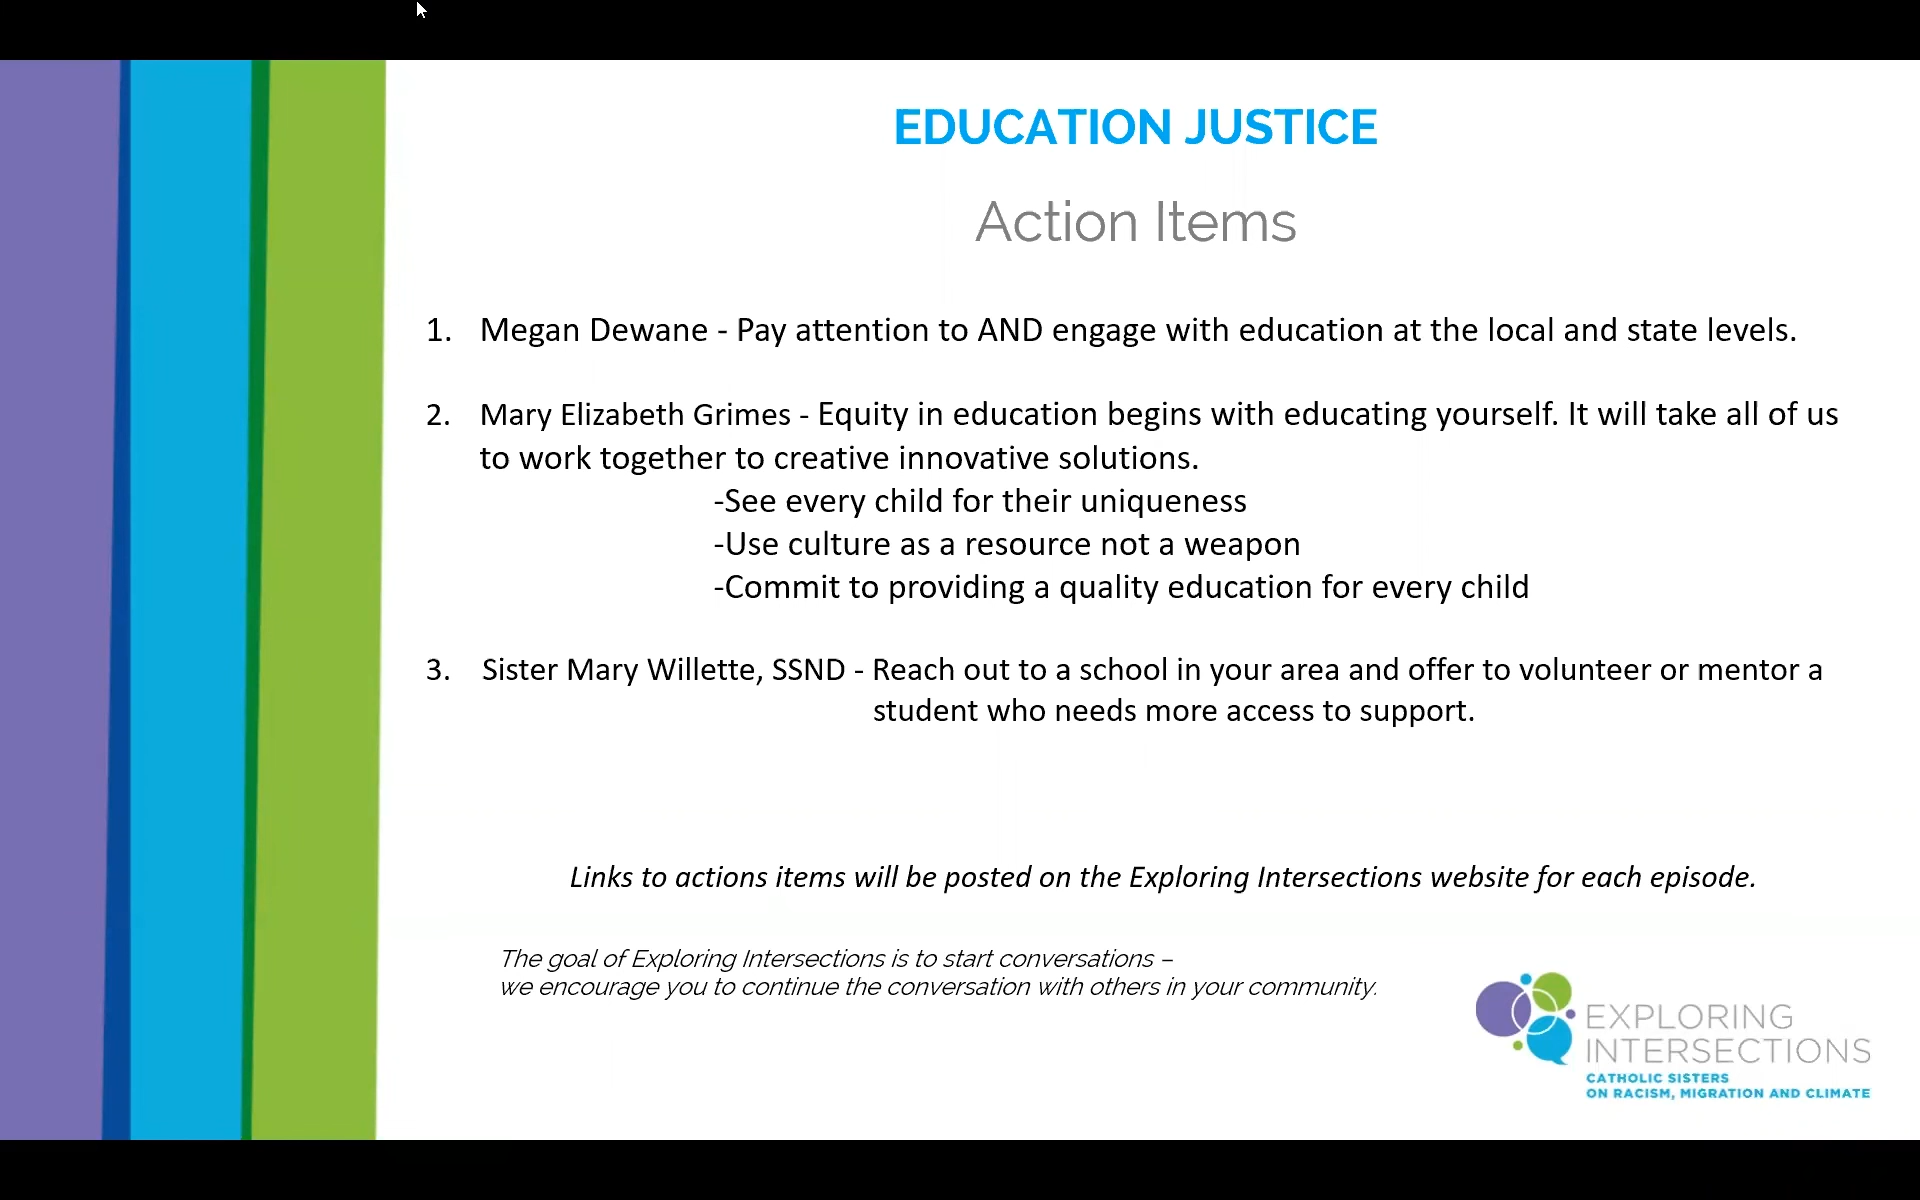 EDUCATION JUSTICE
Action Items
1. Megan Dewane - Pay attention to AND engage with education at the local and state levels.
2. Mary Elizabeth Grimes - Equity in education begins with educating yourself. It will take all of us
to work together to creative innovative solutions.
-See every child for their uniqueness
-Use culture as a resource not a weapon
-Commit to providing a quality education for every child
3. Sister Mary Willette, SSND - Reach out to a school in your area and offer to volunteer or mentor a
student who needs more access to support.
Links to actions items will be posted on the Exploring Intersections website for each episode.
The goal of Exploring Intersections is to start conversations –
we encourage you to continue the conversation with others in your community.
EXPLORING
INTERSECTIONS
CATHOLIC SISTERS
ON RACISM, MIGRATION AND CLIMATE